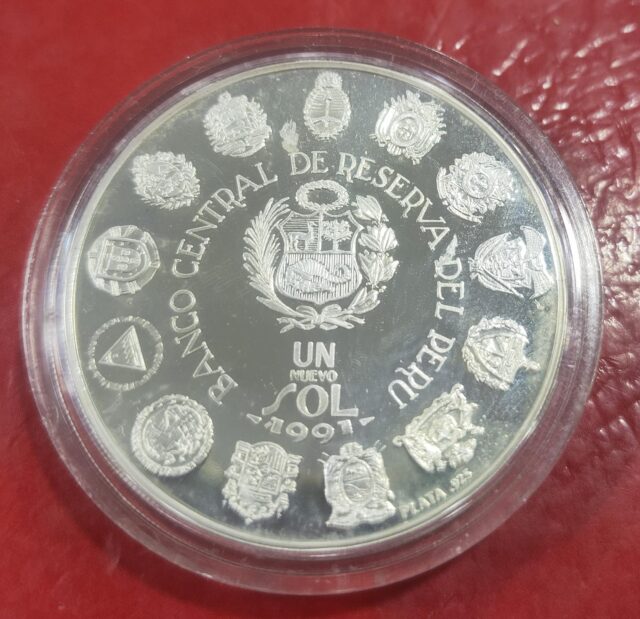 BANCO CENTRAL DE RESERVA DEL PERU
UN
NUEVO
SOL
1991
PLATA .925